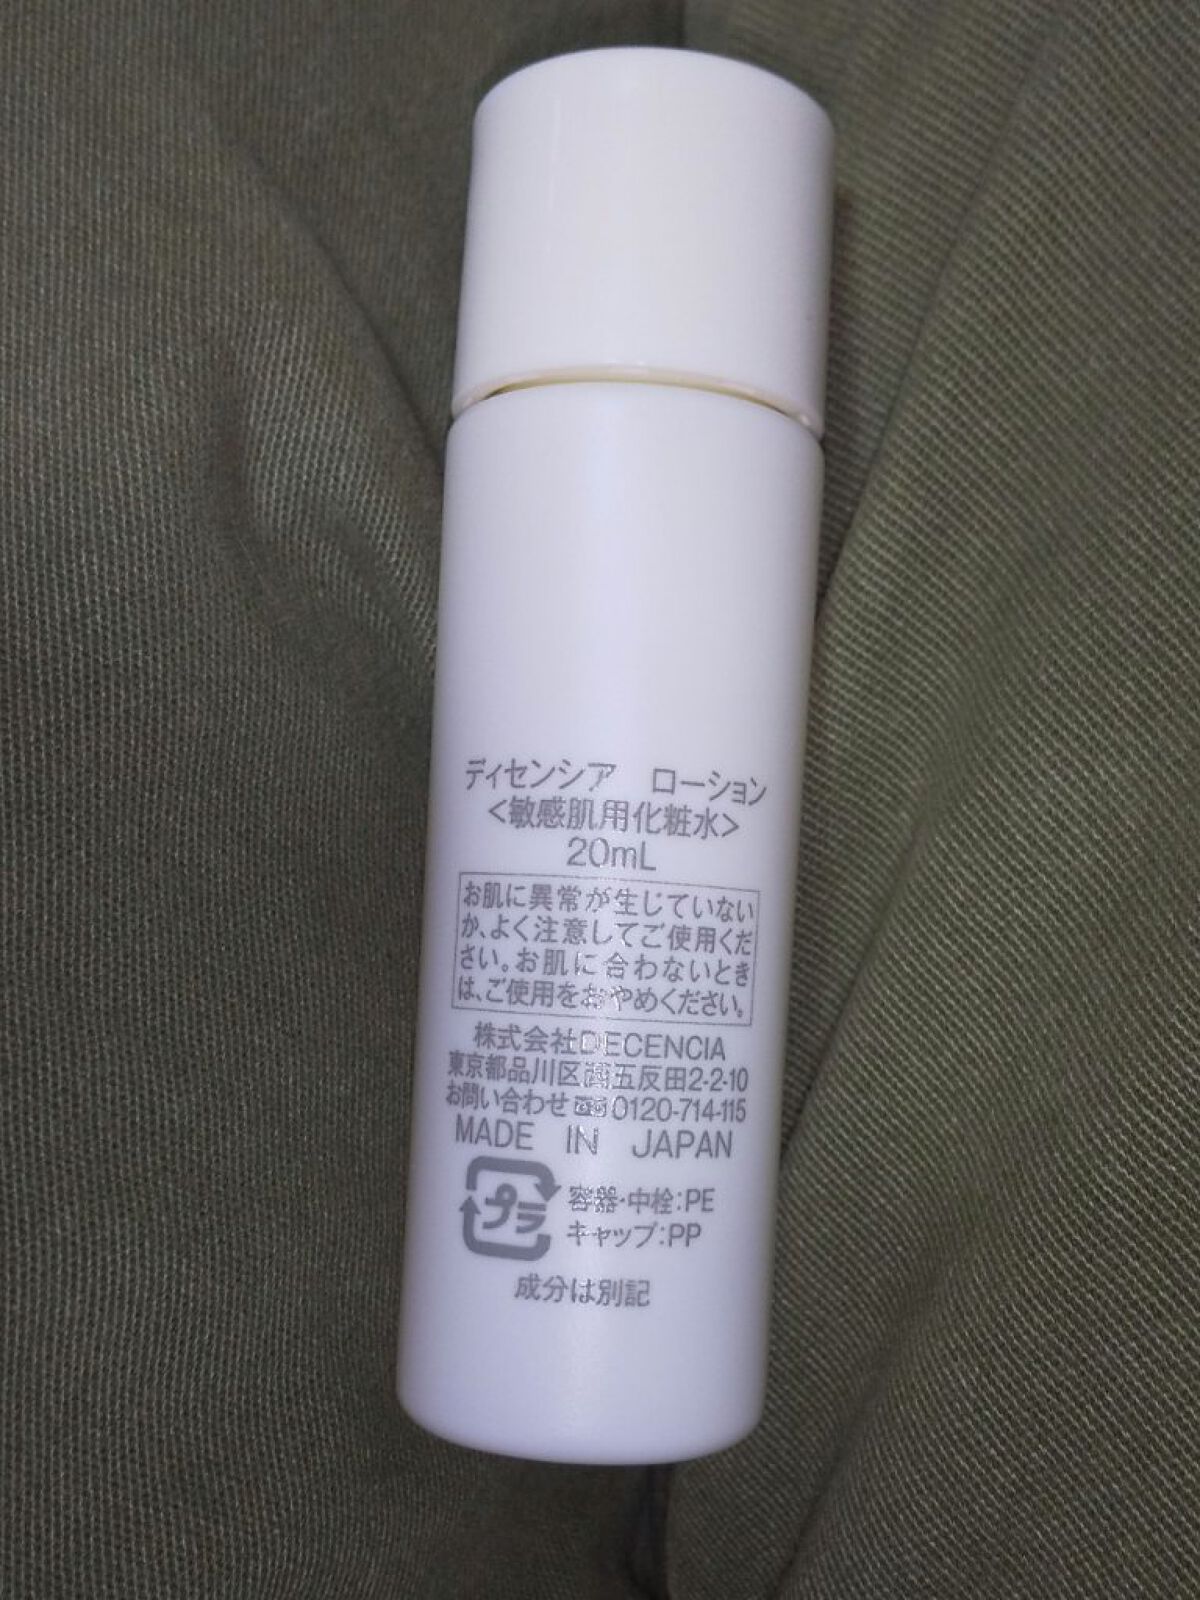 ディセンシア　ローション
<敏感肌用化粧水>
20mL
お肌に異常が生じていない
か、よく注意してご使用くだ
さい。お肌に合わないとき
は、ご使用をおやめください。
株式会社DECENCIA
東京都品川区西五反田2-2-10
お問い合わせ 0120-714-115
MADE IN JAPAN
プラ
容器・中栓:PE
キャップ:PP
成分は別記